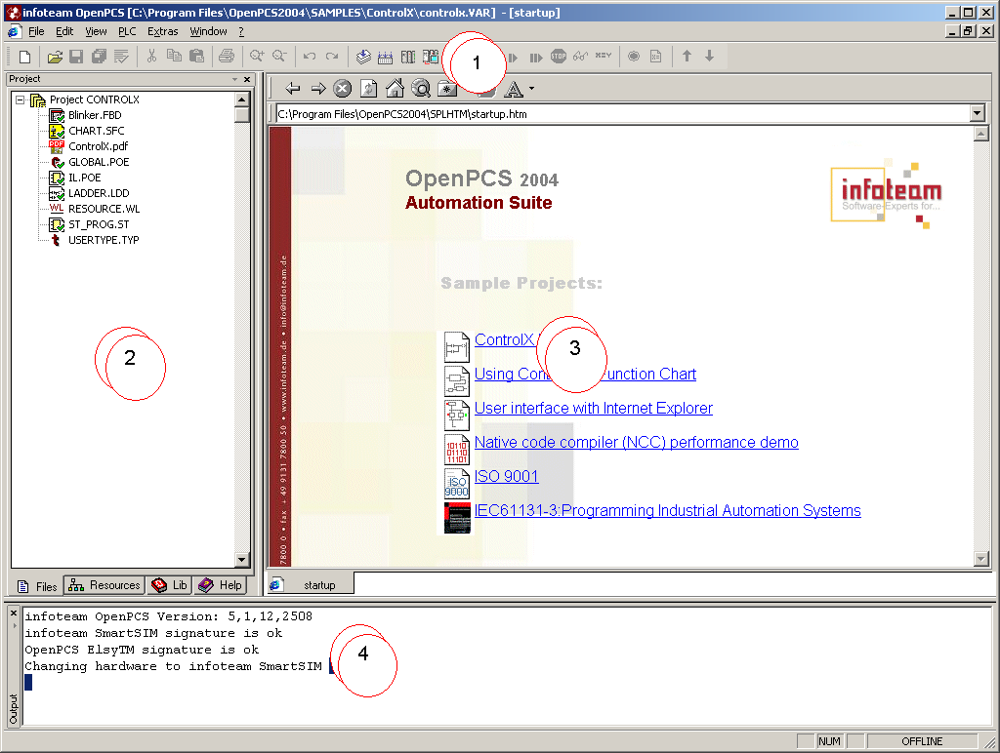 infoteam OpenPCS [C:\Program Files\OpenPCS2004\SAMPLES\ControlX\controlx.VAR] - [startup]
File Edit View PLC Extras Window ?
STOP
1
Project
Project CONTROLX
Blinker.FBD
CHART.SFC
PDF ControlX.pdf
GLOBAL.POE
IL.POE
LADDER.LDD
WL RESOURCE.WL
ST_PROG.ST
t USERTYPE.TYP
2
Files Resources Lib Help
C:\Program Files\OpenPCS2004\SPLHTM\startup.htm
OpenPCS 2004
Automation Suite
infoteam
Software-Experts for...
7800 0 • fax + 49 9131 7800 50 • www.infoteam.de • info@infoteam.de
Sample Projects:
ControlX
3
Using Con Function Chart
User interface with Internet Explorer
10110
01110
11101
Native code compiler (NCC) performance demo
ISO
9000
ISO 9001
IEC61131-3:Programming Industrial Automation Systems
startup
infoteam OpenPCS Version: 5,1,12,2508
infoteam SmartSIM signature is ok
OpenPCS ElsyTM signature is ok
Changing hardware to infoteam SmartSIM
4
Output
NUM
OFFLINE